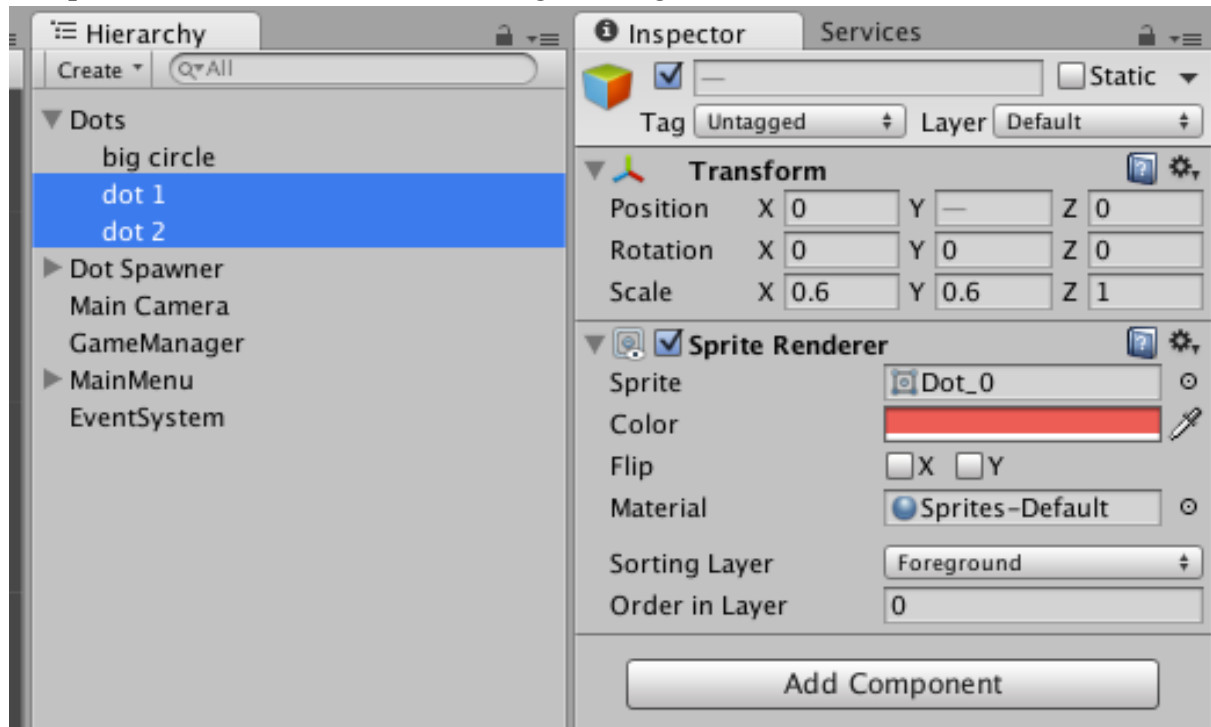 Hierarchy
Create
All
Dots
big circle
dot 1
dot 2
Dot Spawner
Main Camera
GameManager
MainMenu
EventSystem
Inspector Services
— Static
Tag Untagged Layer Default
Transform
Position X 0 Y — Z 0
Rotation X 0 Y 0 Z 0
Scale X 0.6 Y 0.6 Z 1
Sprite Renderer
Sprite Dot_0
Color
Flip X Y
Material Sprites-Default
Sorting Layer Foreground
Order in Layer 0
Add Component